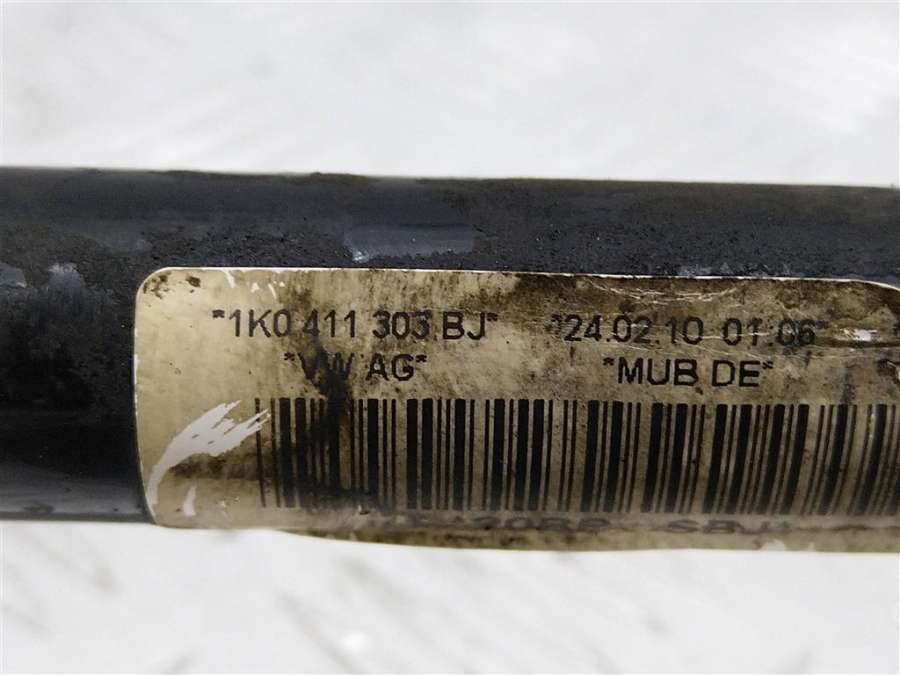 *1K0 411 303 BJ* *24.02.10 01:06*
*VW AG* *MUB DE*